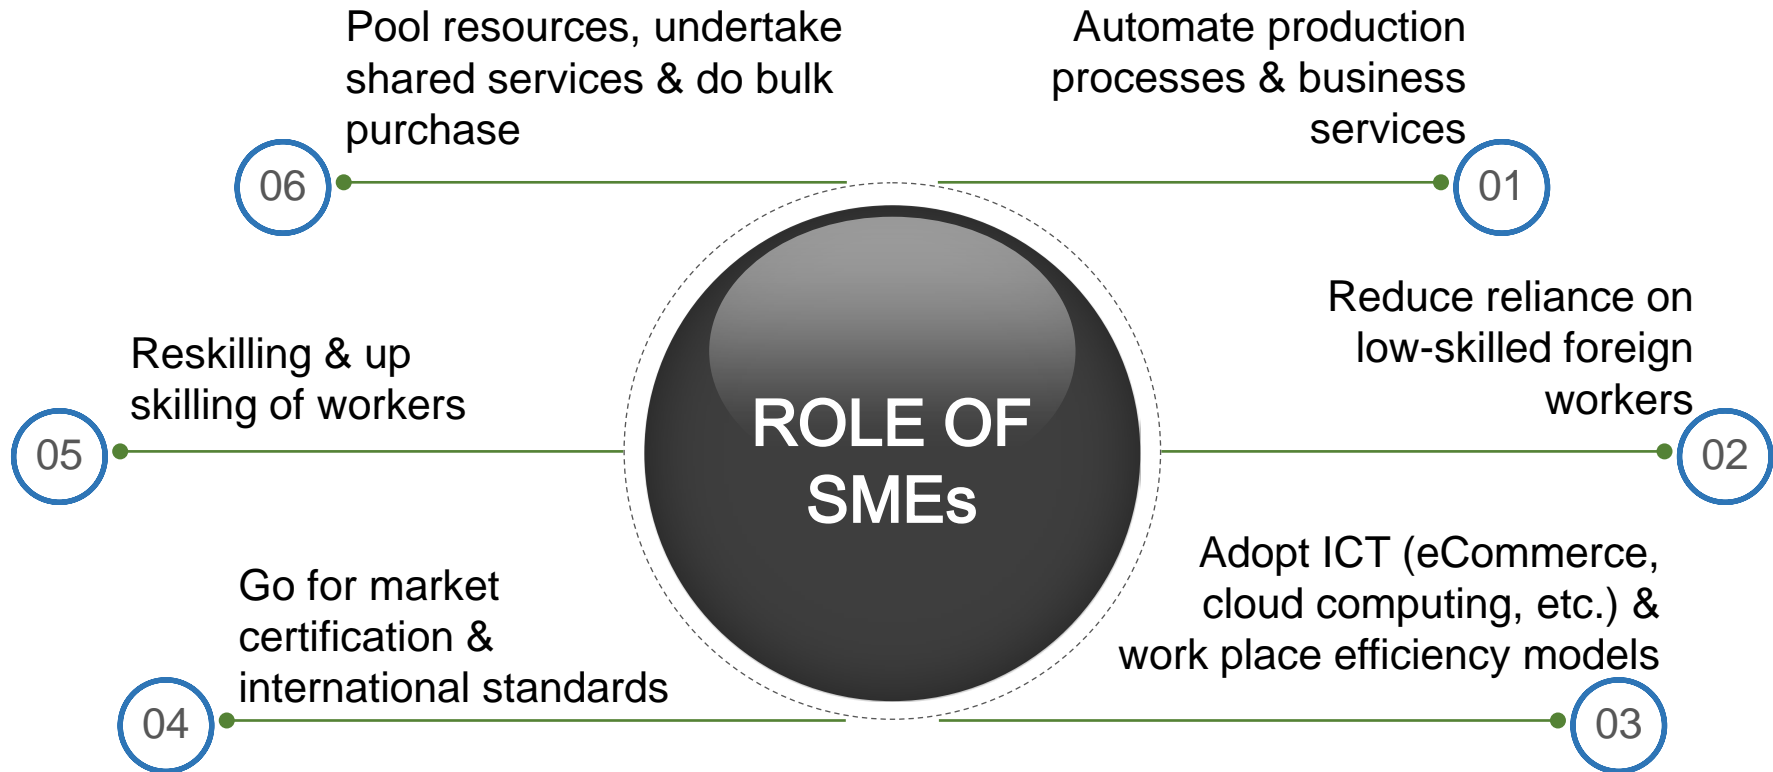 Pool resources, undertake
shared services & do bulk
purchase
06
Automate production
processes & business
services
01
Reskilling & up
skilling of workers
05
ROLE OF
SMEs
Reduce reliance on
low-skilled foreign
workers
02
Go for market
certification &
international standards
04
Adopt ICT (eCommerce,
cloud computing, etc.) &
work place efficiency models
03